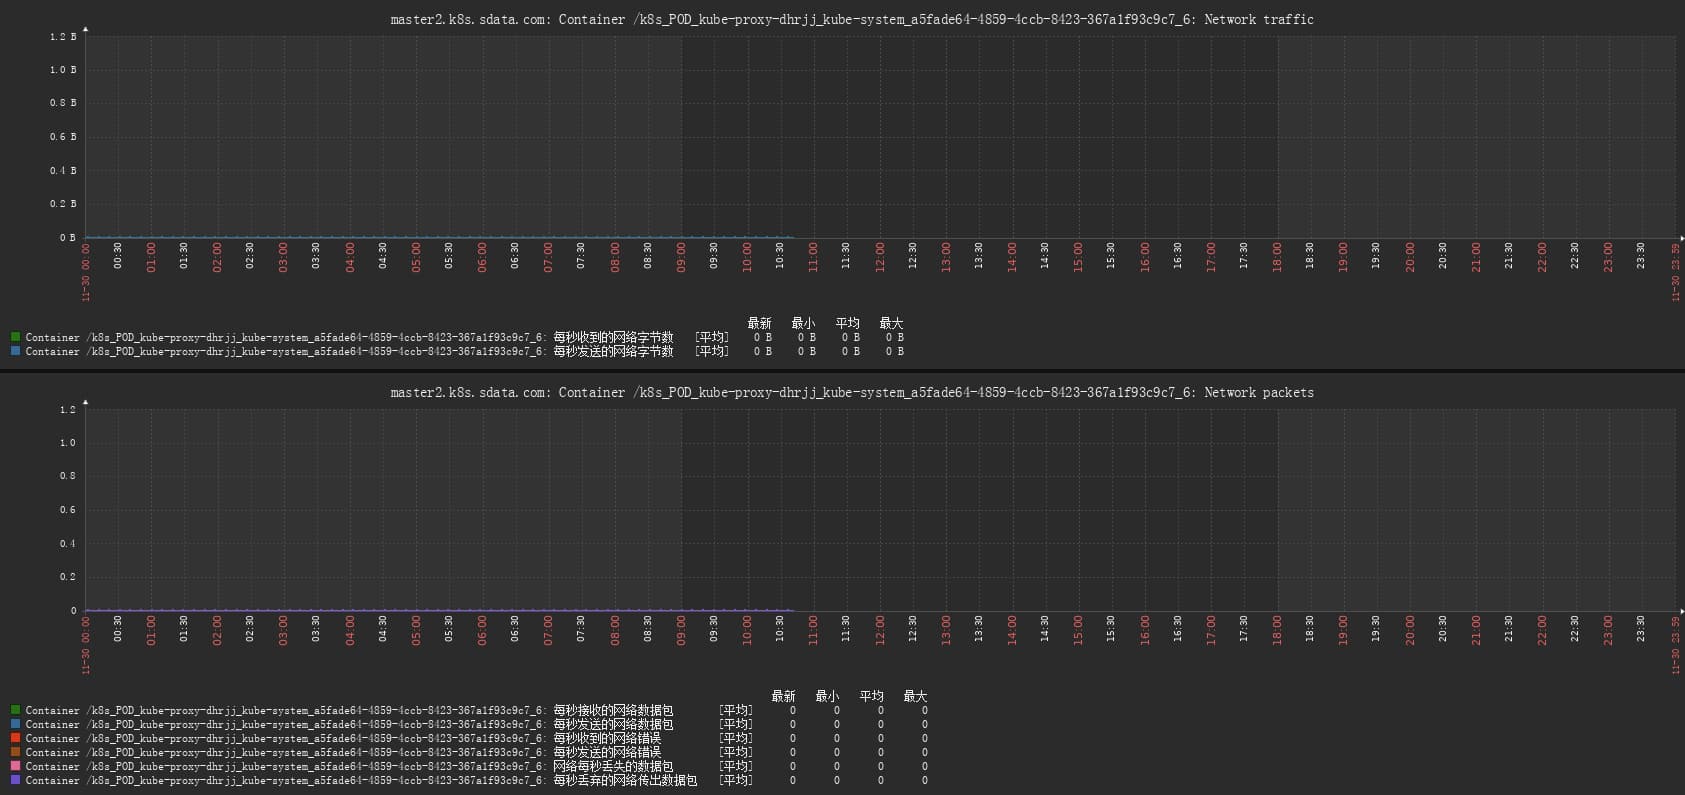 master2.k8s.sdata.com: Container /k8s_POD_kube-proxy-dhrjj_kube-system_a5fade64-4859-4ccb-8423-367a1f93c9c7_6: Network traffic
1.2 B
1.0 B
0.8 B
0.6 B
0.4 B
0.2 B
0 B
11-30 00:00 00:30 01:00 01:30 02:00 02:30 03:00 03:30 04:00 04:30 05:00 05:30 06:00 06:30 07:00 07:30 08:00 08:30 09:00 09:30 10:00 10:30 11:00 11:30 12:00 12:30 13:00 13:30 14:00 14:30 15:00 15:30 16:00 16:30 17:00 17:30 18:00 18:30 19:00 19:30 20:00 20:30 21:00 21:30 22:00 22:30 23:00 23:30 11-30 23:59
最新 最小 平均 最大
Container /k8s_POD_kube-proxy-dhrjj_kube-system_a5fade64-4859-4ccb-8423-367a1f93c9c7_6: 每秒收到的网络字节数 [平均] 0 B 0 B 0 B 0 B
Container /k8s_POD_kube-proxy-dhrjj_kube-system_a5fade64-4859-4ccb-8423-367a1f93c9c7_6: 每秒发送的网络字节数 [平均] 0 B 0 B 0 B 0 B
master2.k8s.sdata.com: Container /k8s_POD_kube-proxy-dhrjj_kube-system_a5fade64-4859-4ccb-8423-367a1f93c9c7_6: Network packets
1.2
1.0
0.8
0.6
0.4
0.2
0
11-30 00:00 00:30 01:00 01:30 02:00 02:30 03:00 03:30 04:00 04:30 05:00 05:30 06:00 06:30 07:00 07:30 08:00 08:30 09:00 09:30 10:00 10:30 11:00 11:30 12:00 12:30 13:00 13:30 14:00 14:30 15:00 15:30 16:00 16:30 17:00 17:30 18:00 18:30 19:00 19:30 20:00 20:30 21:00 21:30 22:00 22:30 23:00 23:30 11-30 23:59
最新 最小 平均 最大
Container /k8s_POD_kube-proxy-dhrjj_kube-system_a5fade64-4859-4ccb-8423-367a1f93c9c7_6: 每秒接收的网络数据包 [平均] 0 0 0 0
Container /k8s_POD_kube-proxy-dhrjj_kube-system_a5fade64-4859-4ccb-8423-367a1f93c9c7_6: 每秒发送的网络数据包 [平均] 0 0 0 0
Container /k8s_POD_kube-proxy-dhrjj_kube-system_a5fade64-4859-4ccb-8423-367a1f93c9c7_6: 每秒收到的网络错误 [平均] 0 0 0 0
Container /k8s_POD_kube-proxy-dhrjj_kube-system_a5fade64-4859-4ccb-8423-367a1f93c9c7_6: 每秒发送的网络错误 [平均] 0 0 0 0
Container /k8s_POD_kube-proxy-dhrjj_kube-system_a5fade64-4859-4ccb-8423-367a1f93c9c7_6: 网络每秒丢失的数据包 [平均] 0 0 0 0
Container /k8s_POD_kube-proxy-dhrjj_kube-system_a5fade64-4859-4ccb-8423-367a1f93c9c7_6: 每秒丢弃的网络传出数据包 [平均] 0 0 0 0